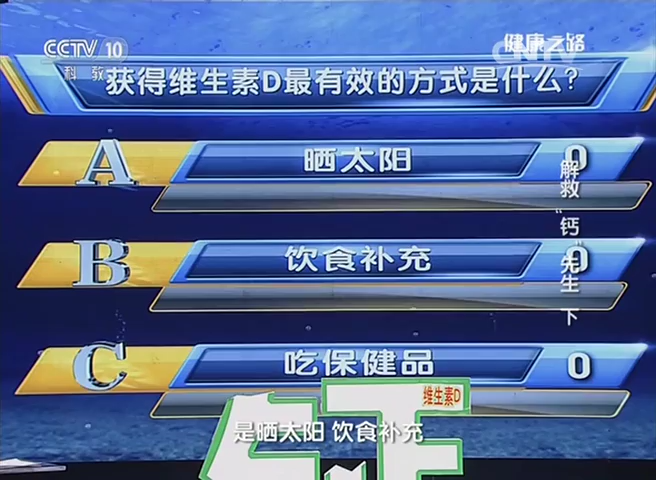 CCTV 10
科教
健康之路
CNTV
获得维生素D最有效的方式是什么?
A 晒太阳 0
B 饮食补充 0
C 吃保健品 0
解救“钙”先生 下
维生素D
是晒太阳 饮食补充